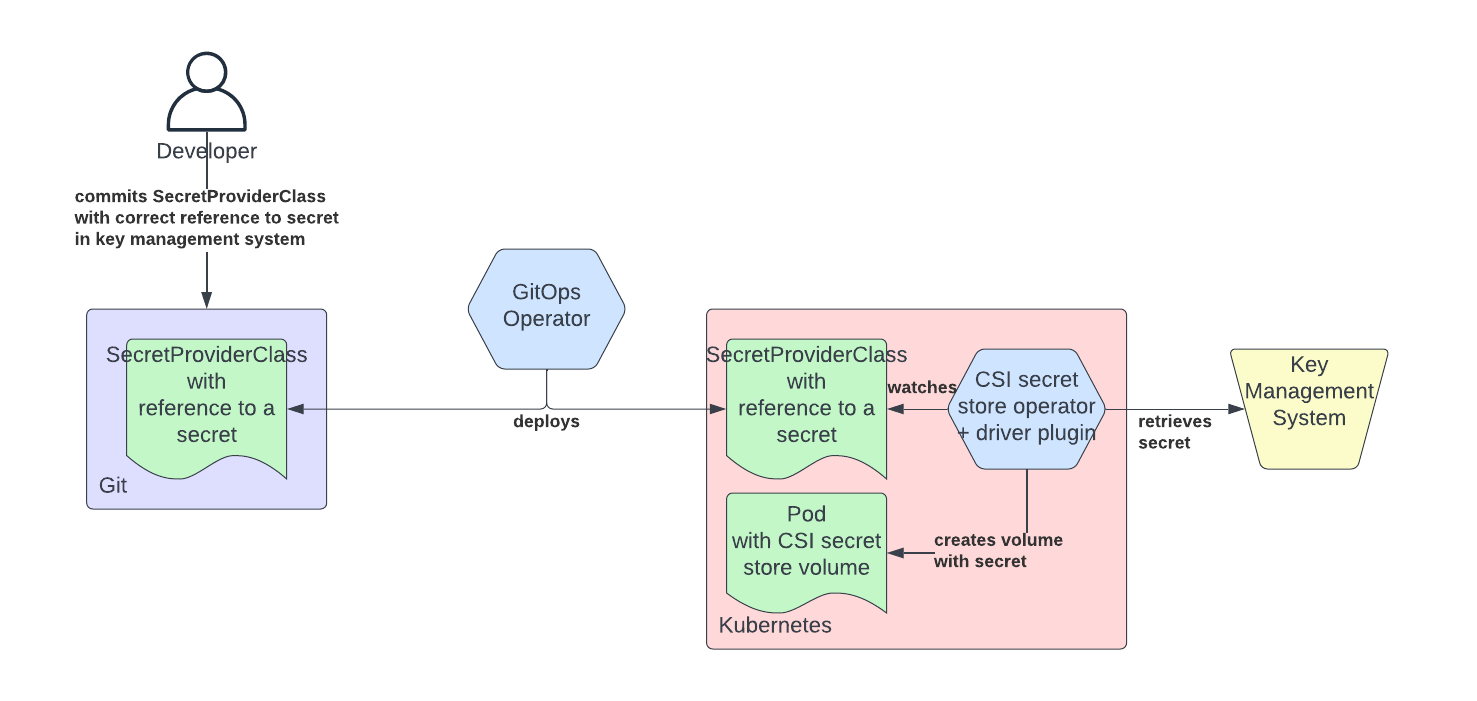 Developer
commits SecretProviderClass
with correct reference to secret
in key management system
SecretProviderClass
with
reference to a
secret
Git
GitOps
Operator
deploys
SecretProviderClass
with
reference to a
secret
watches
CSI secret
store operator
+ driver plugin
retrieves
secret
Key
Management
System
Pod
with CSI secret
store volume
creates volume
with secret
Kubernetes